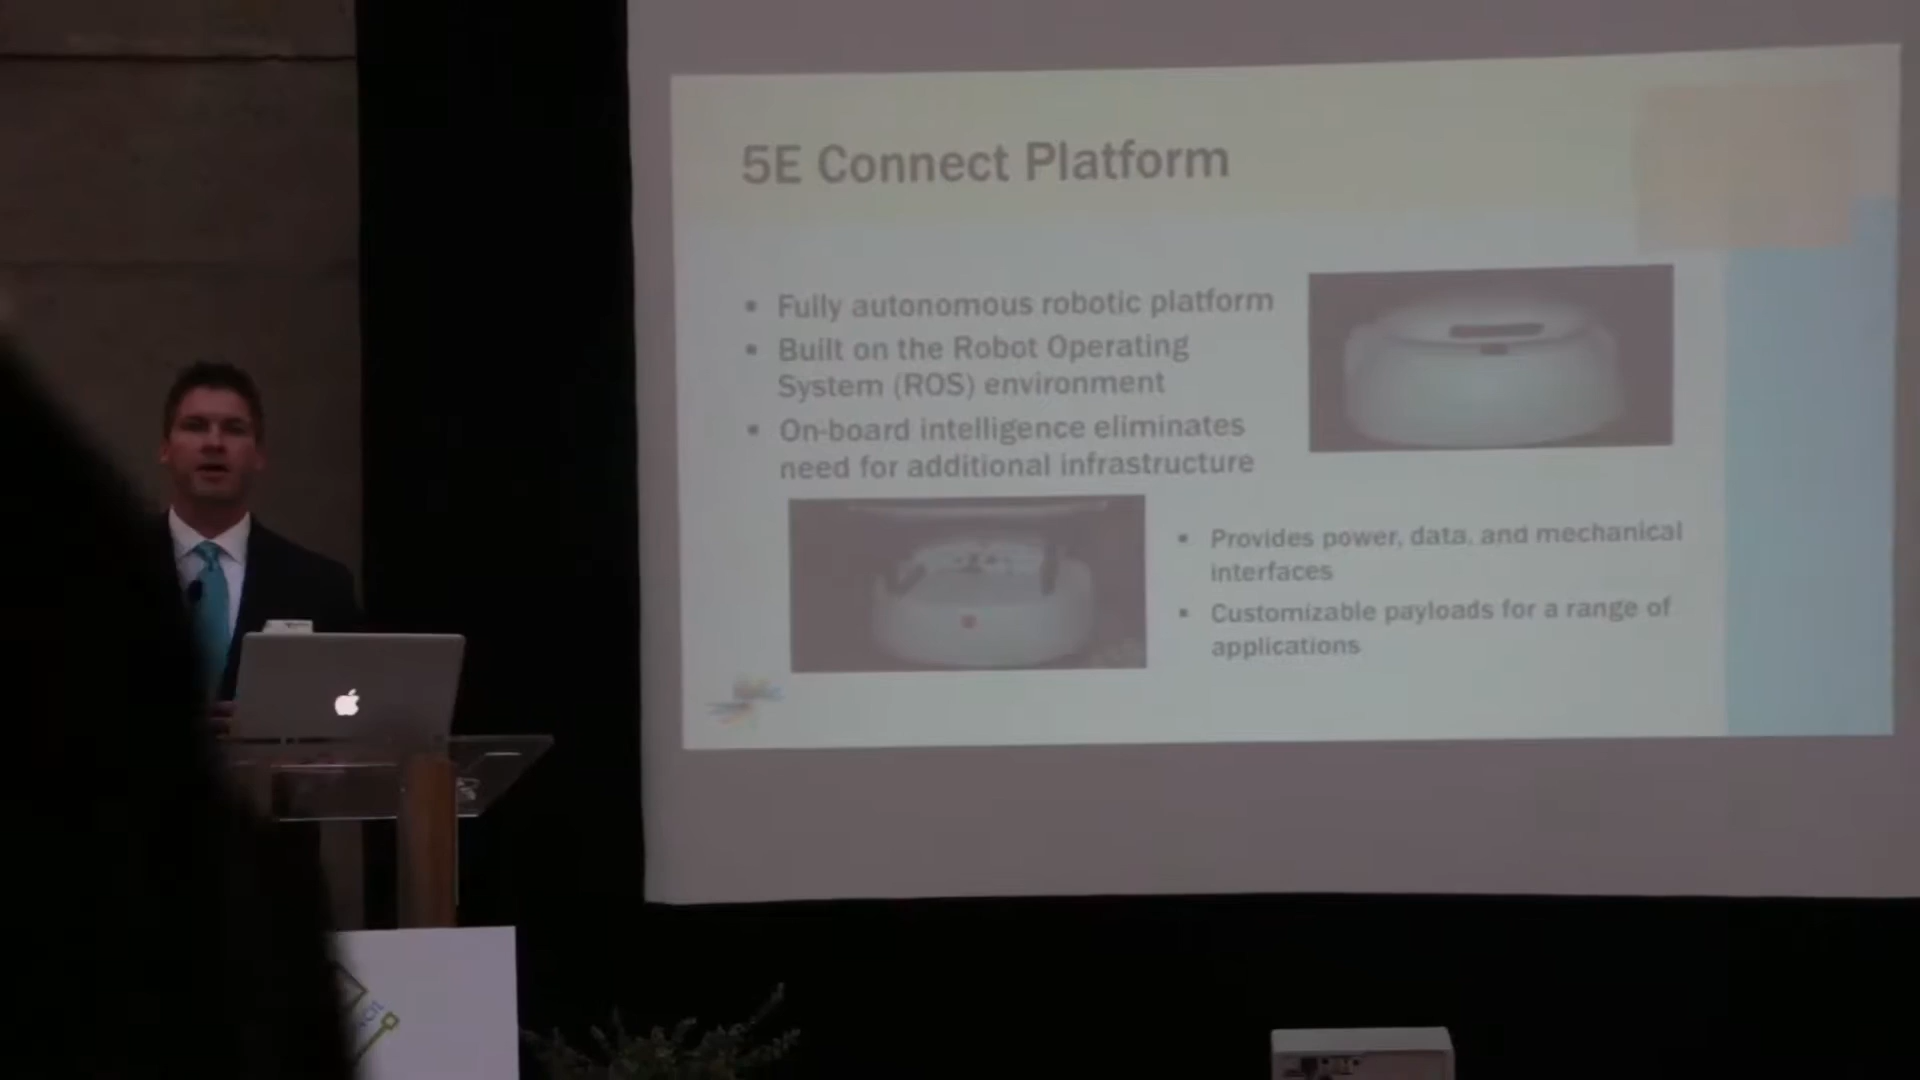 5E Connect Platform
▪ Fully autonomous robotic platform
▪ Built on the Robot Operating
System (ROS) environment
▪ On-board intelligence eliminates
need for additional infrastructure
▪ Provides power, data, and mechanical
interfaces
▪ Customizable payloads for a range of
applications